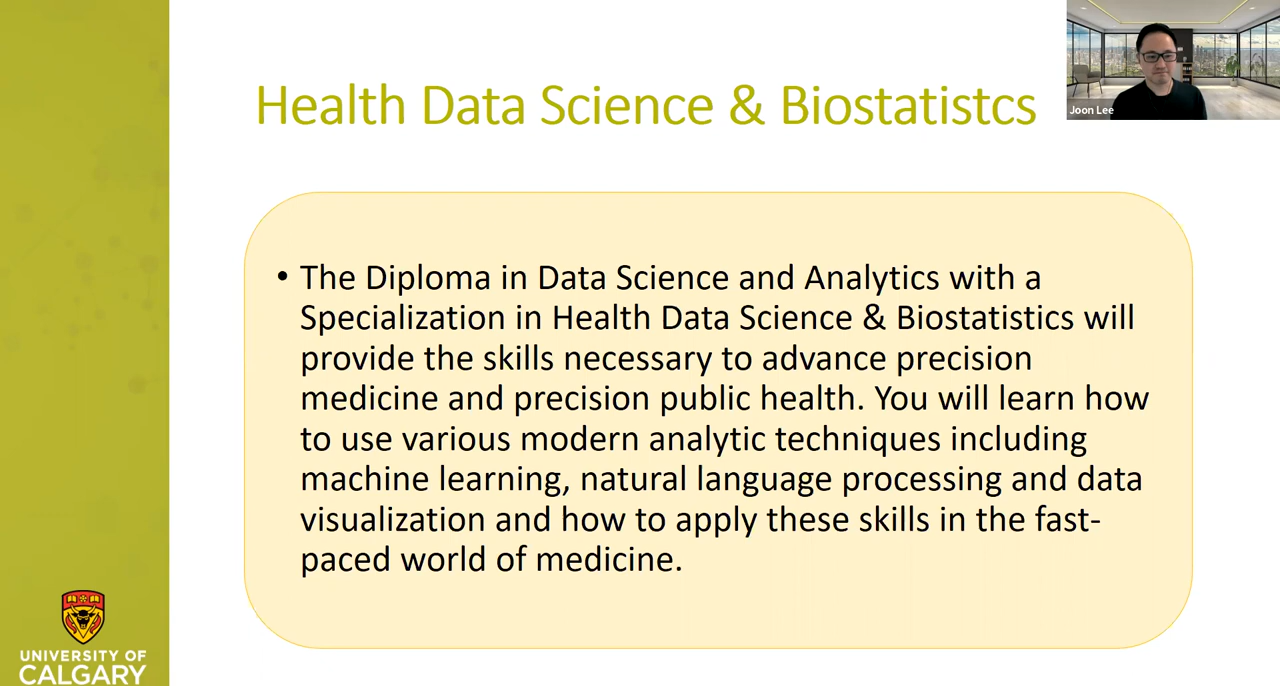 Health Data Science & Biostatistcs
Joon Lee
• The Diploma in Data Science and Analytics with a
Specialization in Health Data Science & Biostatistics will
provide the skills necessary to advance precision
medicine and precision public health. You will learn how
to use various modern analytic techniques including
machine learning, natural language processing and data
visualization and how to apply these skills in the fast-
paced world of medicine.
UNIVERSITY OF
CALGARY